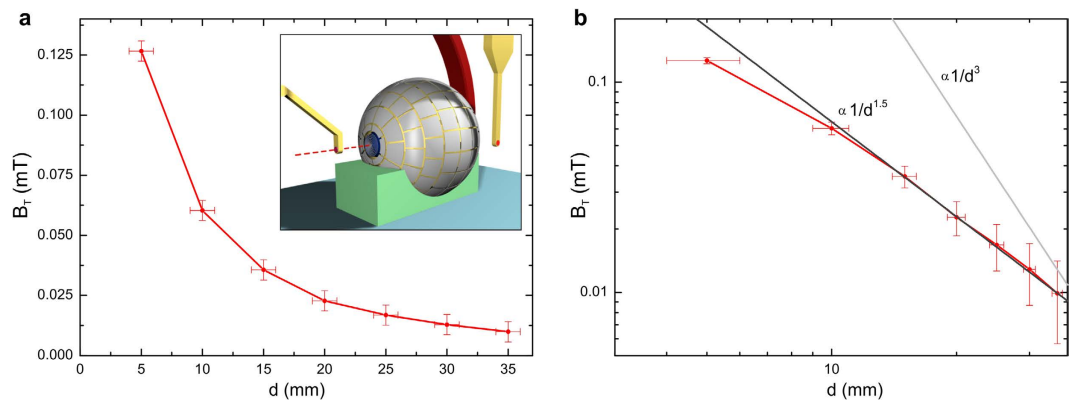 a
0.125
0.100
0.075
0.050
0.025
0.000
B_T (mT)
0 5 10 15 20 25 30 35
d (mm)
b
0.1
0.01
B_T (mT)
α 1/d^1.5
α 1/d^3
10
d (mm)